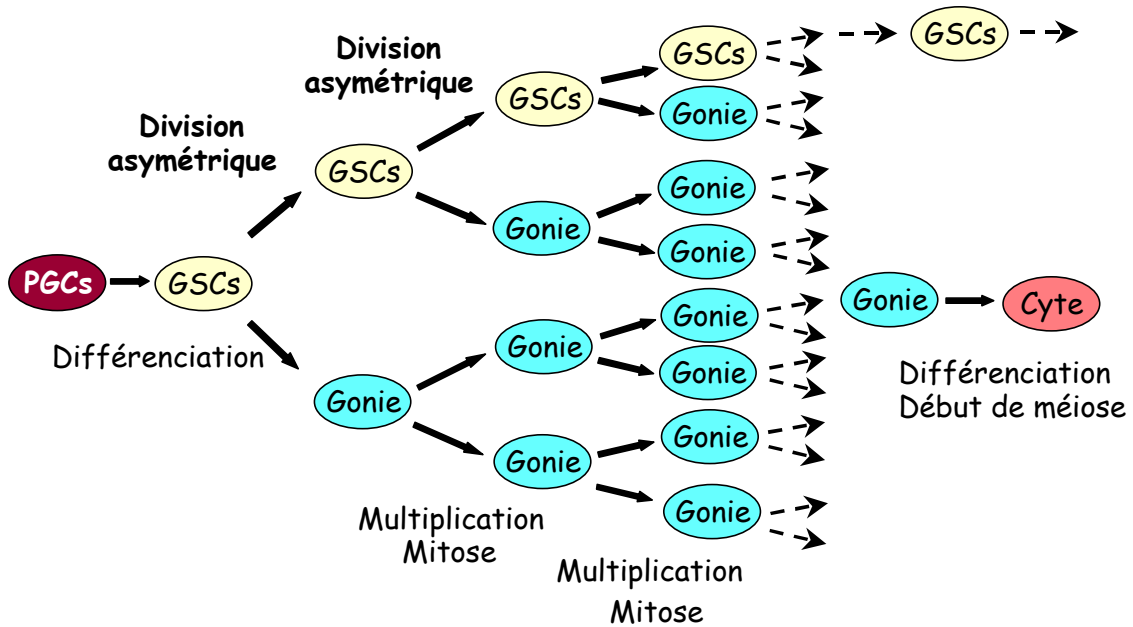 Division
asymétrique
GSCs
GSCs
Division
asymétrique
GSCs
Gonie
GSCs
Gonie
Gonie
Gonie
PGCs
GSCs
Gonie
Cyte
Différenciation
Gonie
Gonie
Gonie
Différenciation
Début de méiose
Gonie
Gonie
Gonie
Gonie
Multiplication
Mitose
Multiplication
Mitose